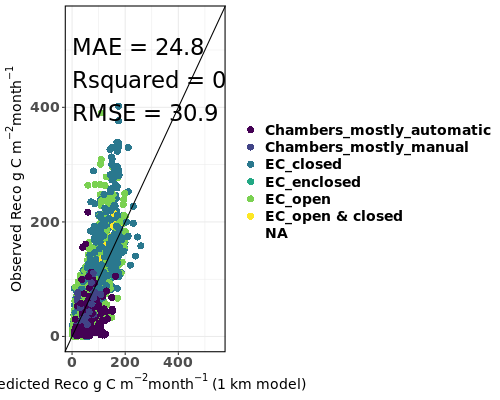 MAE = 24.8
Rsquared = 0
RMSE = 30.9
Observed Reco g C m⁻²month⁻¹
400
200
0
0 200 400
edicted Reco g C m⁻²month⁻¹ (1 km model)
Chambers_mostly_automatic
Chambers_mostly_manual
EC_closed
EC_enclosed
EC_open
EC_open & closed
NA